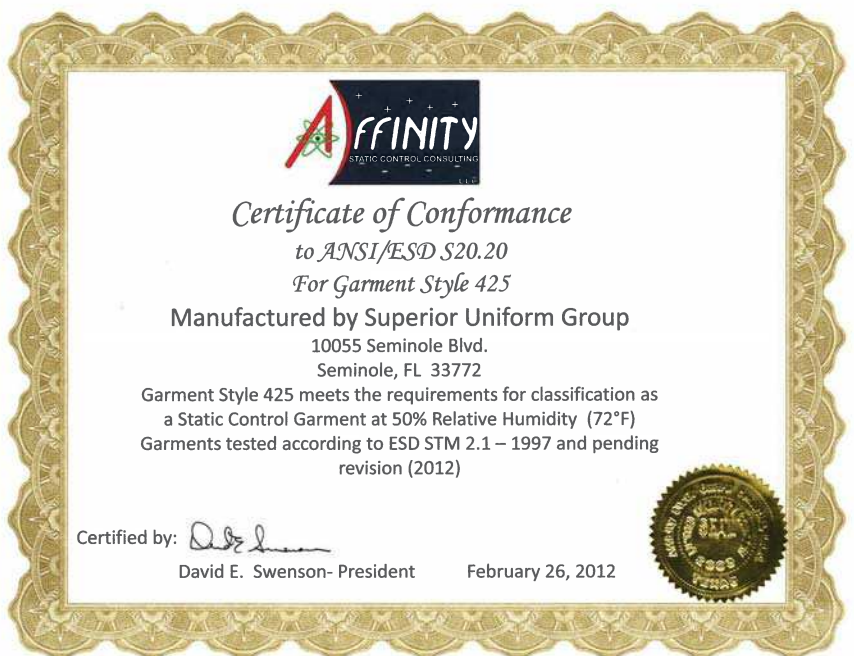 AFFINITY
STATIC CONTROL CONSULTING
LLP
Certificate of Conformance
to ANSI/ESD S20.20
For Garment Style 425
Manufactured by Superior Uniform Group
10055 Seminole Blvd.
Seminole, FL 33772
Garment Style 425 meets the requirements for classification as
a Static Control Garment at 50% Relative Humidity (72°F)
Garments tested according to ESD STM 2.1 – 1997 and pending
revision (2012)
Certified by:
David E. Swenson- President February 26, 2012
TEXAS